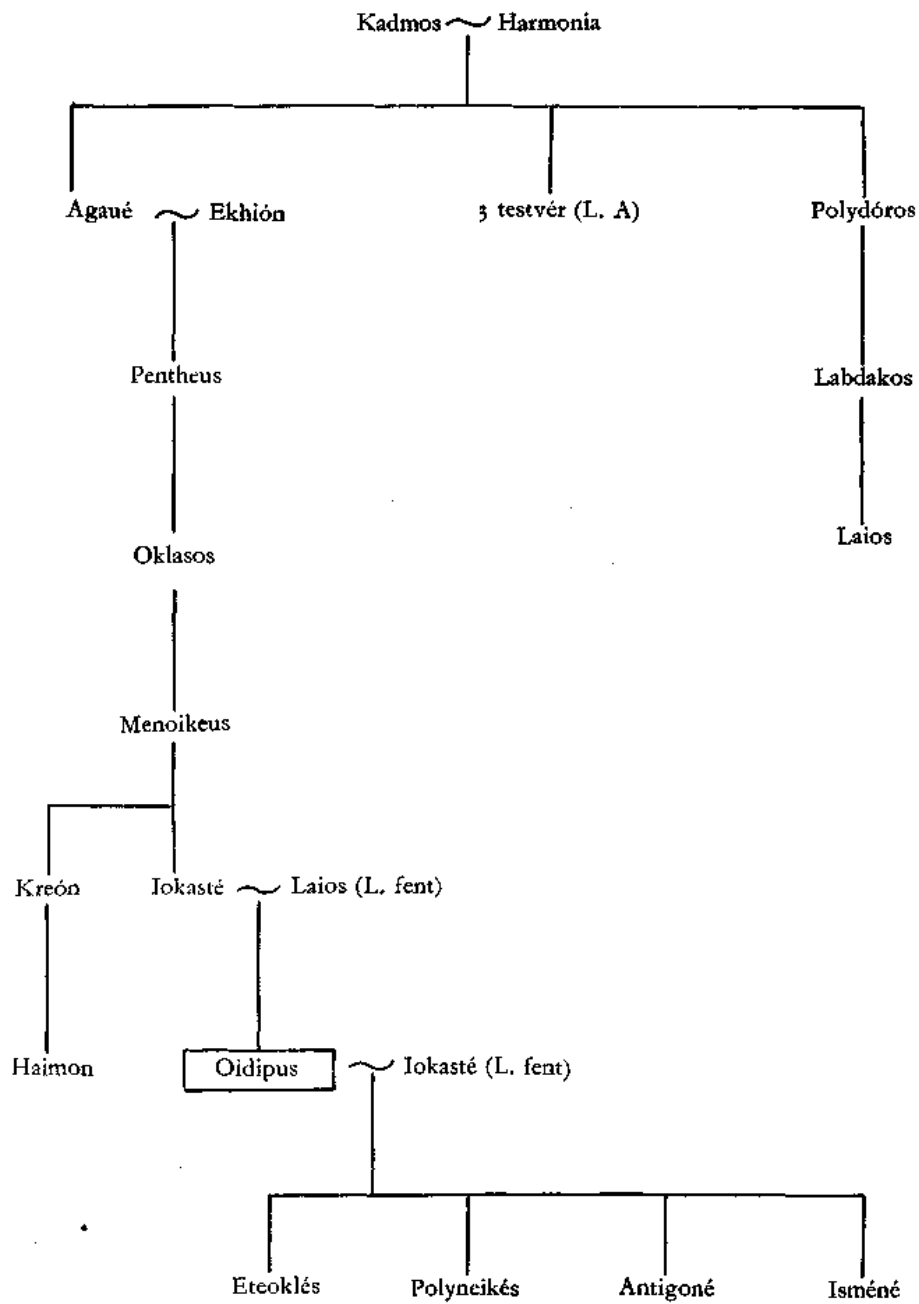 Kadmos ~ Harmonia
Agaué ~ Ekhión 3 testvér (L. A) Polydóros
Pentheus Labdakos
Oklasos Laios
Menoikeus
Kreón Iokasté ~ Laios (L. fent)
Haimon Oidipus ~ Iokasté (L. fent)
Eteoklés Polyneikés Antigoné Isméné